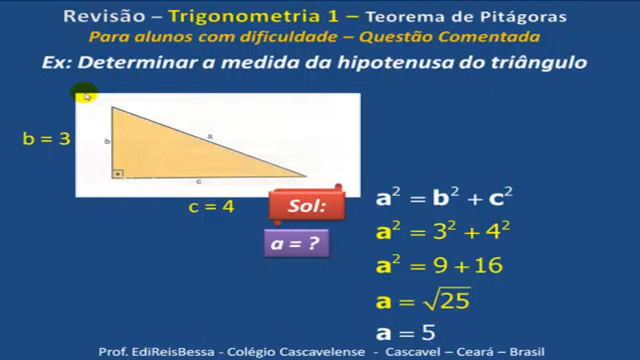 Revisão – Trigonometria 1 – Teorema de Pitágoras
Para alunos com dificuldade – Questão Comentada
Ex: Determinar a medida da hipotenusa do triângulo
b = 3
b
a
c
c = 4
Sol:
a = ?
a² = b² + c²
a² = 3² + 4²
a² = 9 + 16
a = √25
a = 5
Prof. EdiReisBessa - Colégio Cascavelense - Cascavel – Ceará – Brasil